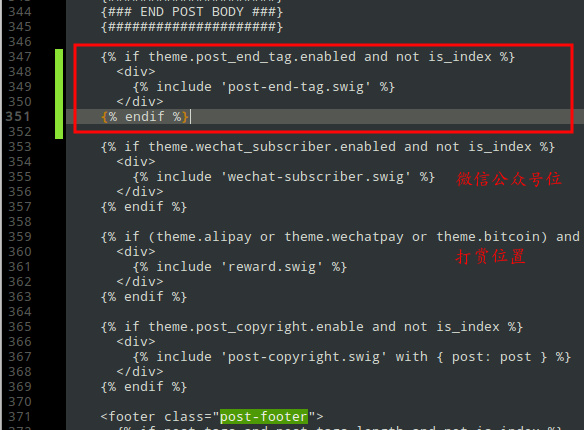 344 {### END POST BODY ###}
345 {#####################}
346
347 {% if theme.post_end_tag.enabled and not is_index %}
348 <div>
349 {% include 'post-end-tag.swig' %}
350 </div>
351 {% endif %}
352
353 {% if theme.wechat_subscriber.enabled and not is_index %}
354 <div>
355 {% include 'wechat-subscriber.swig' %} 微信公众号位
356 </div>
357 {% endif %}
358
359 {% if (theme.alipay or theme.wechatpay or theme.bitcoin) and
360 <div> 打赏位置
361 {% include 'reward.swig' %}
362 </div>
363 {% endif %}
364
365 {% if theme.post_copyright.enable and not is_index %}
366 <div>
367 {% include 'post-copyright.swig' with { post: post } %}
368 </div>
369 {% endif %}
370
371 <footer class="post-footer">